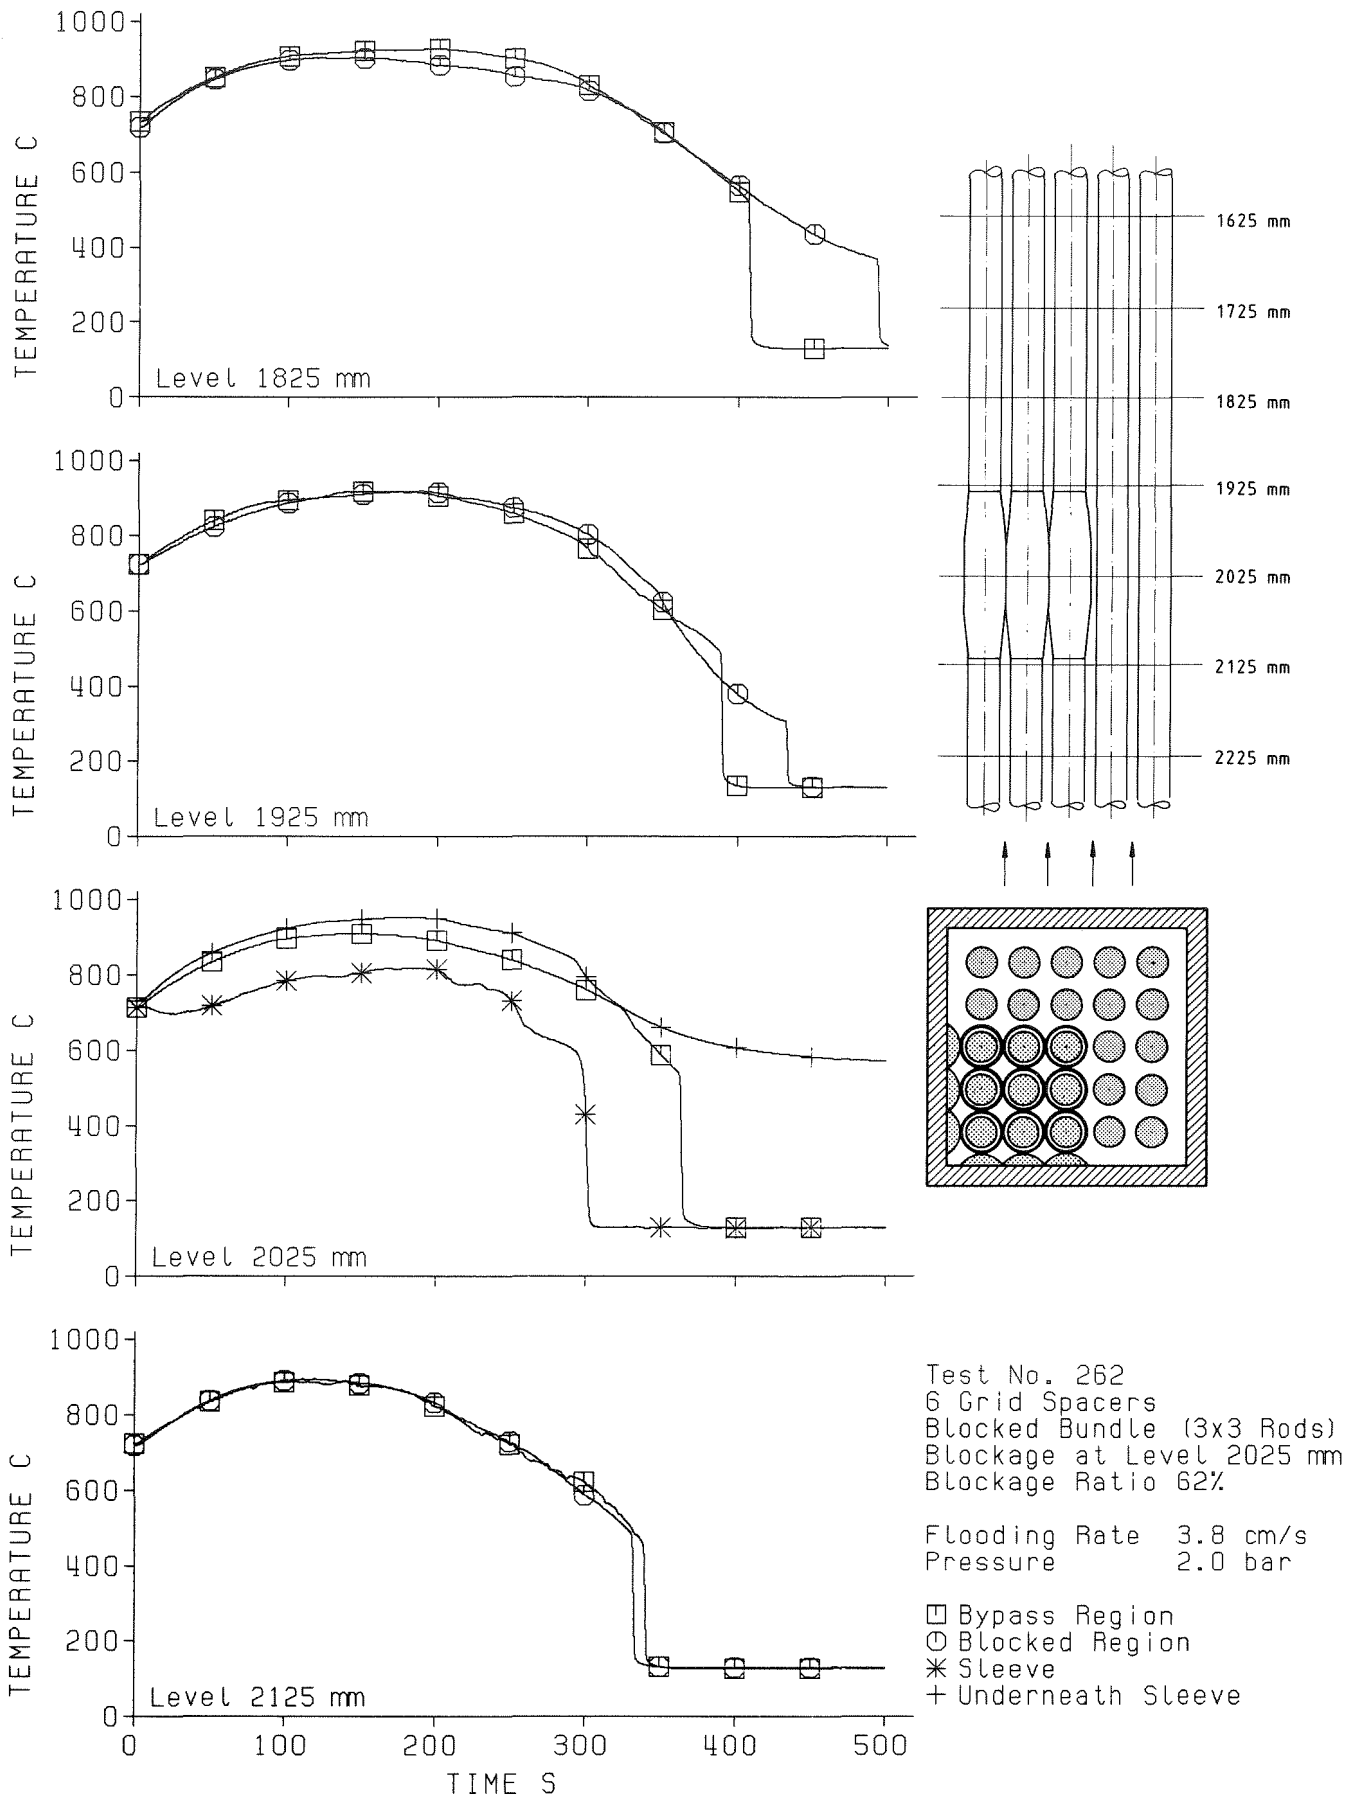 1000
800
600
400
200
0
TEMPERATURE C
Level 1825 mm
1000
800
600
400
200
0
TEMPERATURE C
Level 1925 mm
1000
800
600
400
200
0
TEMPERATURE C
Level 2025 mm
1000
800
600
400
200
0
TEMPERATURE C
Level 2125 mm
0 100 200 300 400 500
TIME S
1625 mm
1725 mm
1825 mm
1925 mm
2025 mm
2125 mm
2225 mm
Test No. 262
6 Grid Spacers
Blocked Bundle (3x3 Rods)
Blockage at Level 2025 mm
Blockage Ratio 62%
Flooding Rate 3.8 cm/s
Pressure 2.0 bar
Bypass Region
Blocked Region
Sleeve
Underneath Sleeve